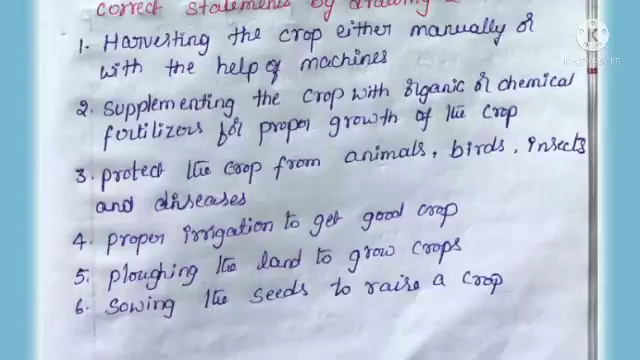 correct statements by drawing a
1. Harvesting the crop either manually or
with the help of machines
2. Supplementing the crop with organic or chemical
fertilizers for proper growth of the crop
3. protect the crop from animals, birds, insects
and diseases
4. proper irrigation to get good crop
5. ploughing the land to grow crops
6. sowing the seeds to raise a crop
K
KINEMASTER